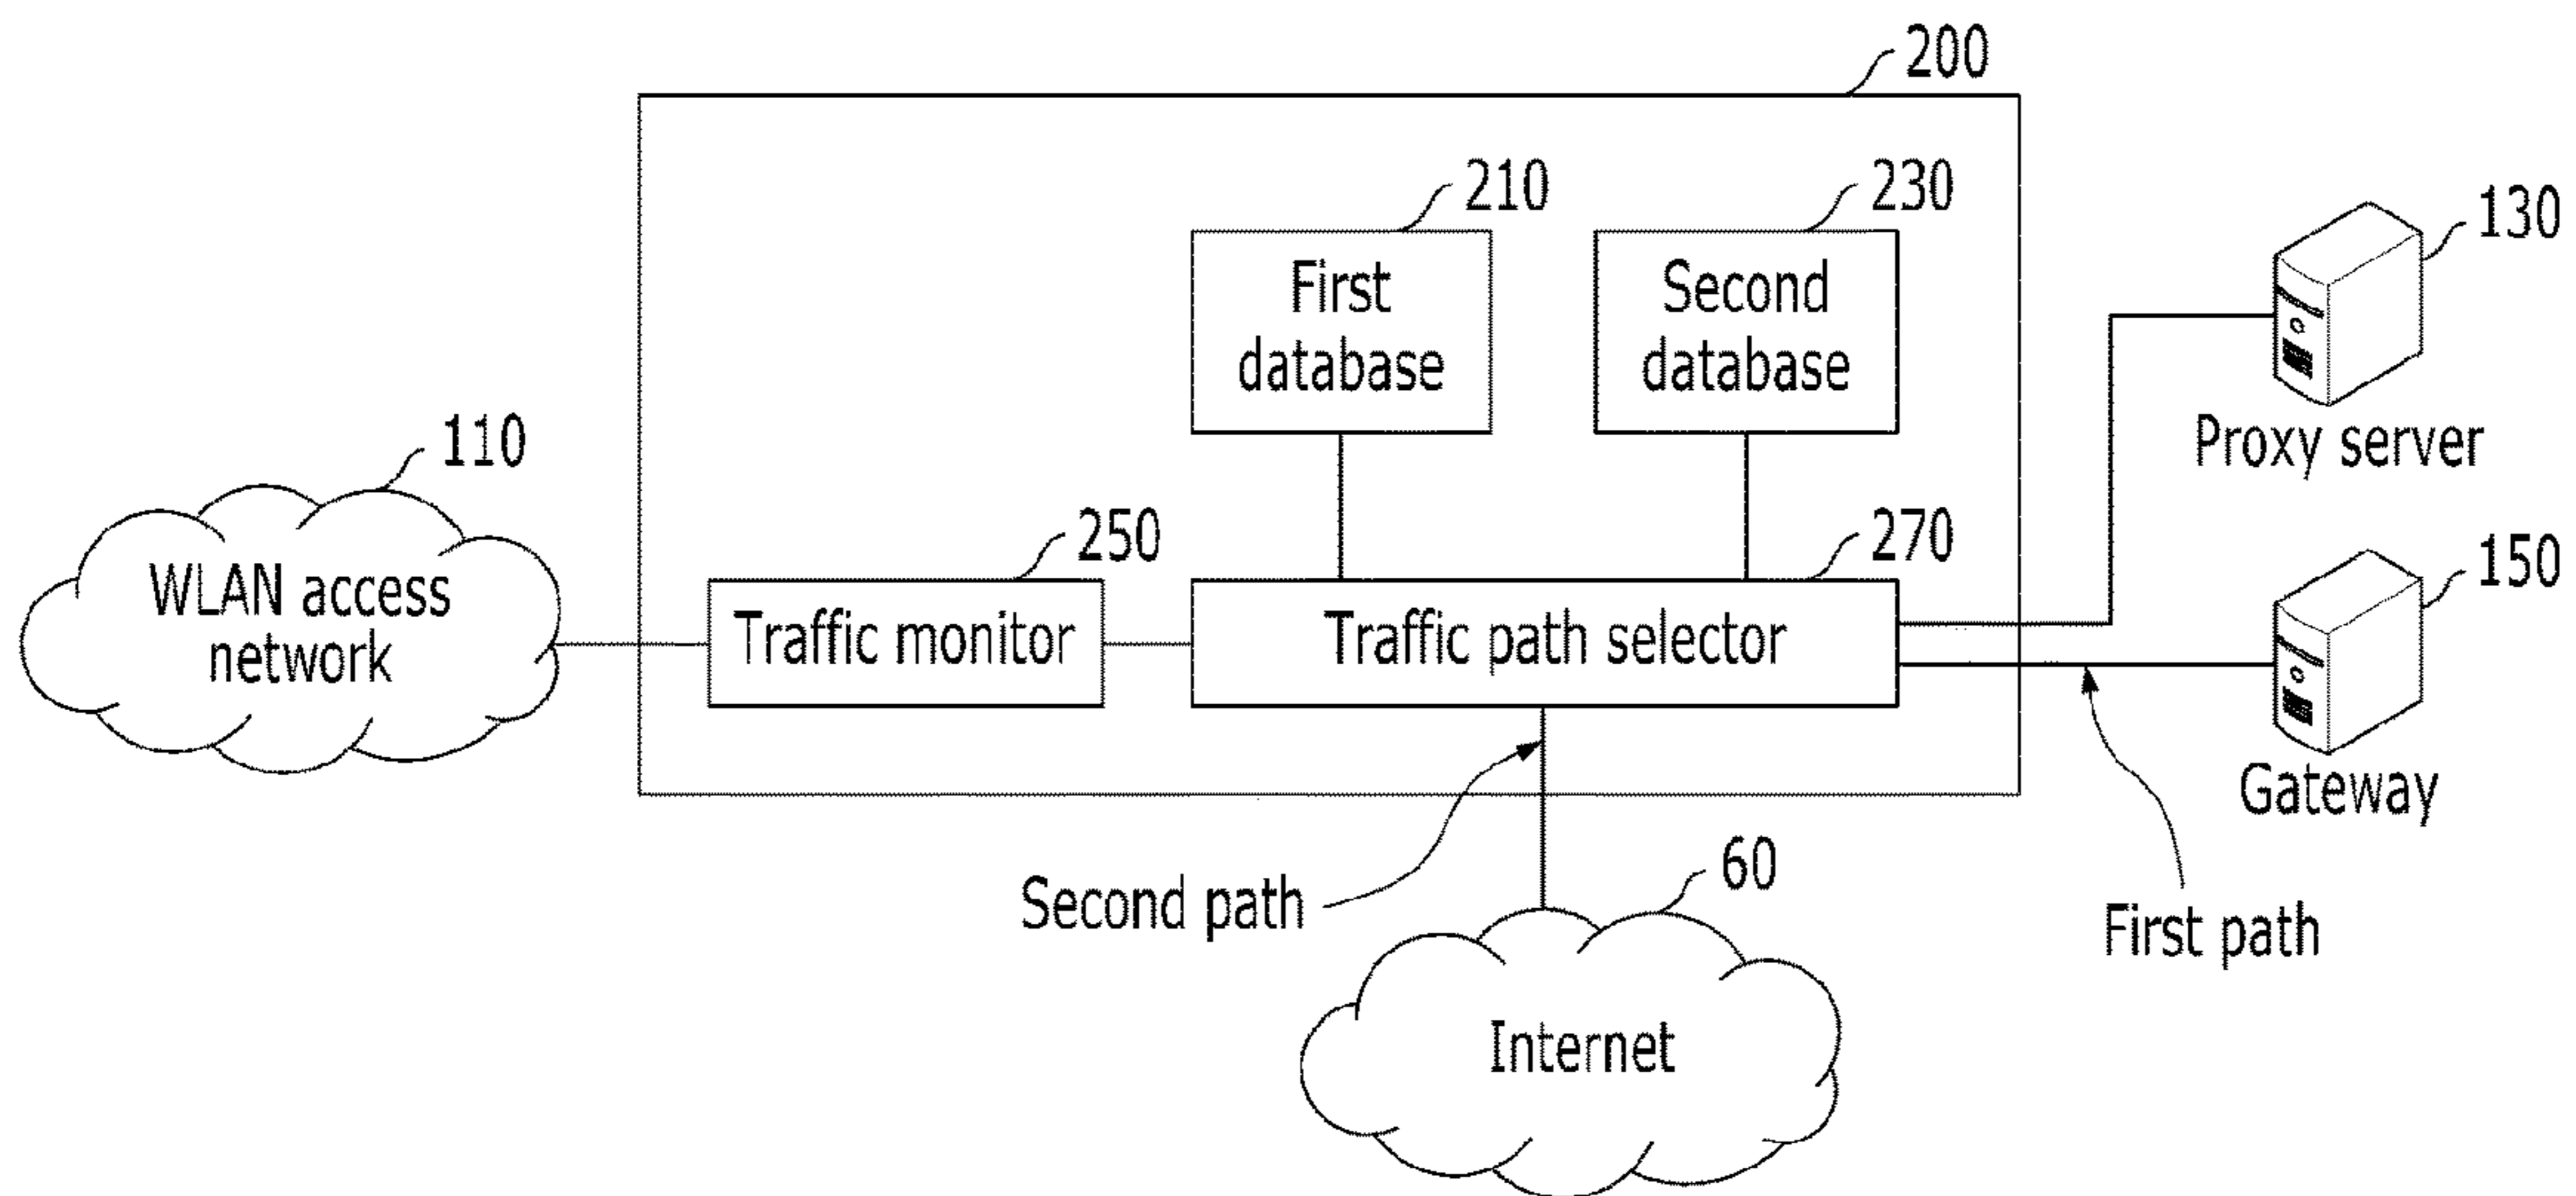 200
210
230
130
First
database
Second
database
Proxy server
110
250
270
150
WLAN access
network
Traffic monitor
Traffic path selector
Gateway
Second path
60
First path
Internet